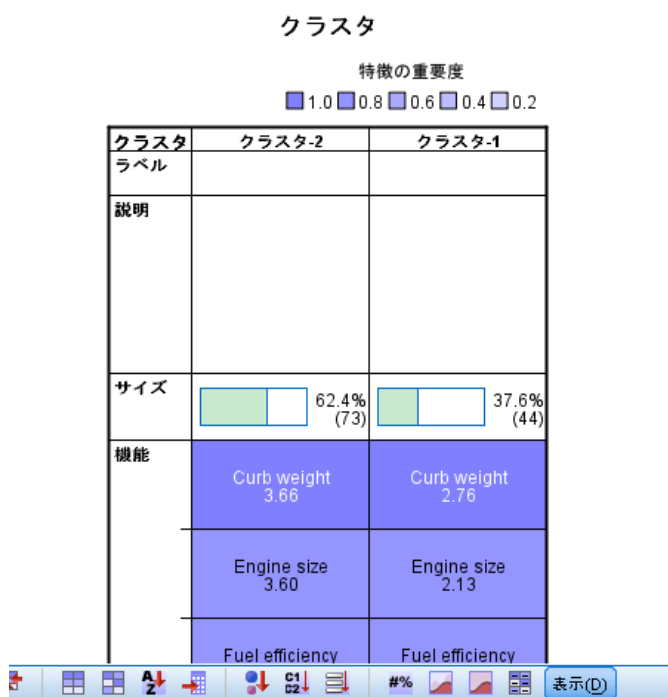 クラスタ
特徴の重要度
1.0 0.8 0.6 0.4 0.2
クラスタ クラスタ-2 クラスタ-1
ラベル
説明
サイズ 62.4% 37.6%
(73) (44)
機能
Curb weight Curb weight
3.66 2.76
Engine size Engine size
3.60 2.13
Fuel efficiency Fuel efficiency
A Z C1 C2 #% 表示(D)